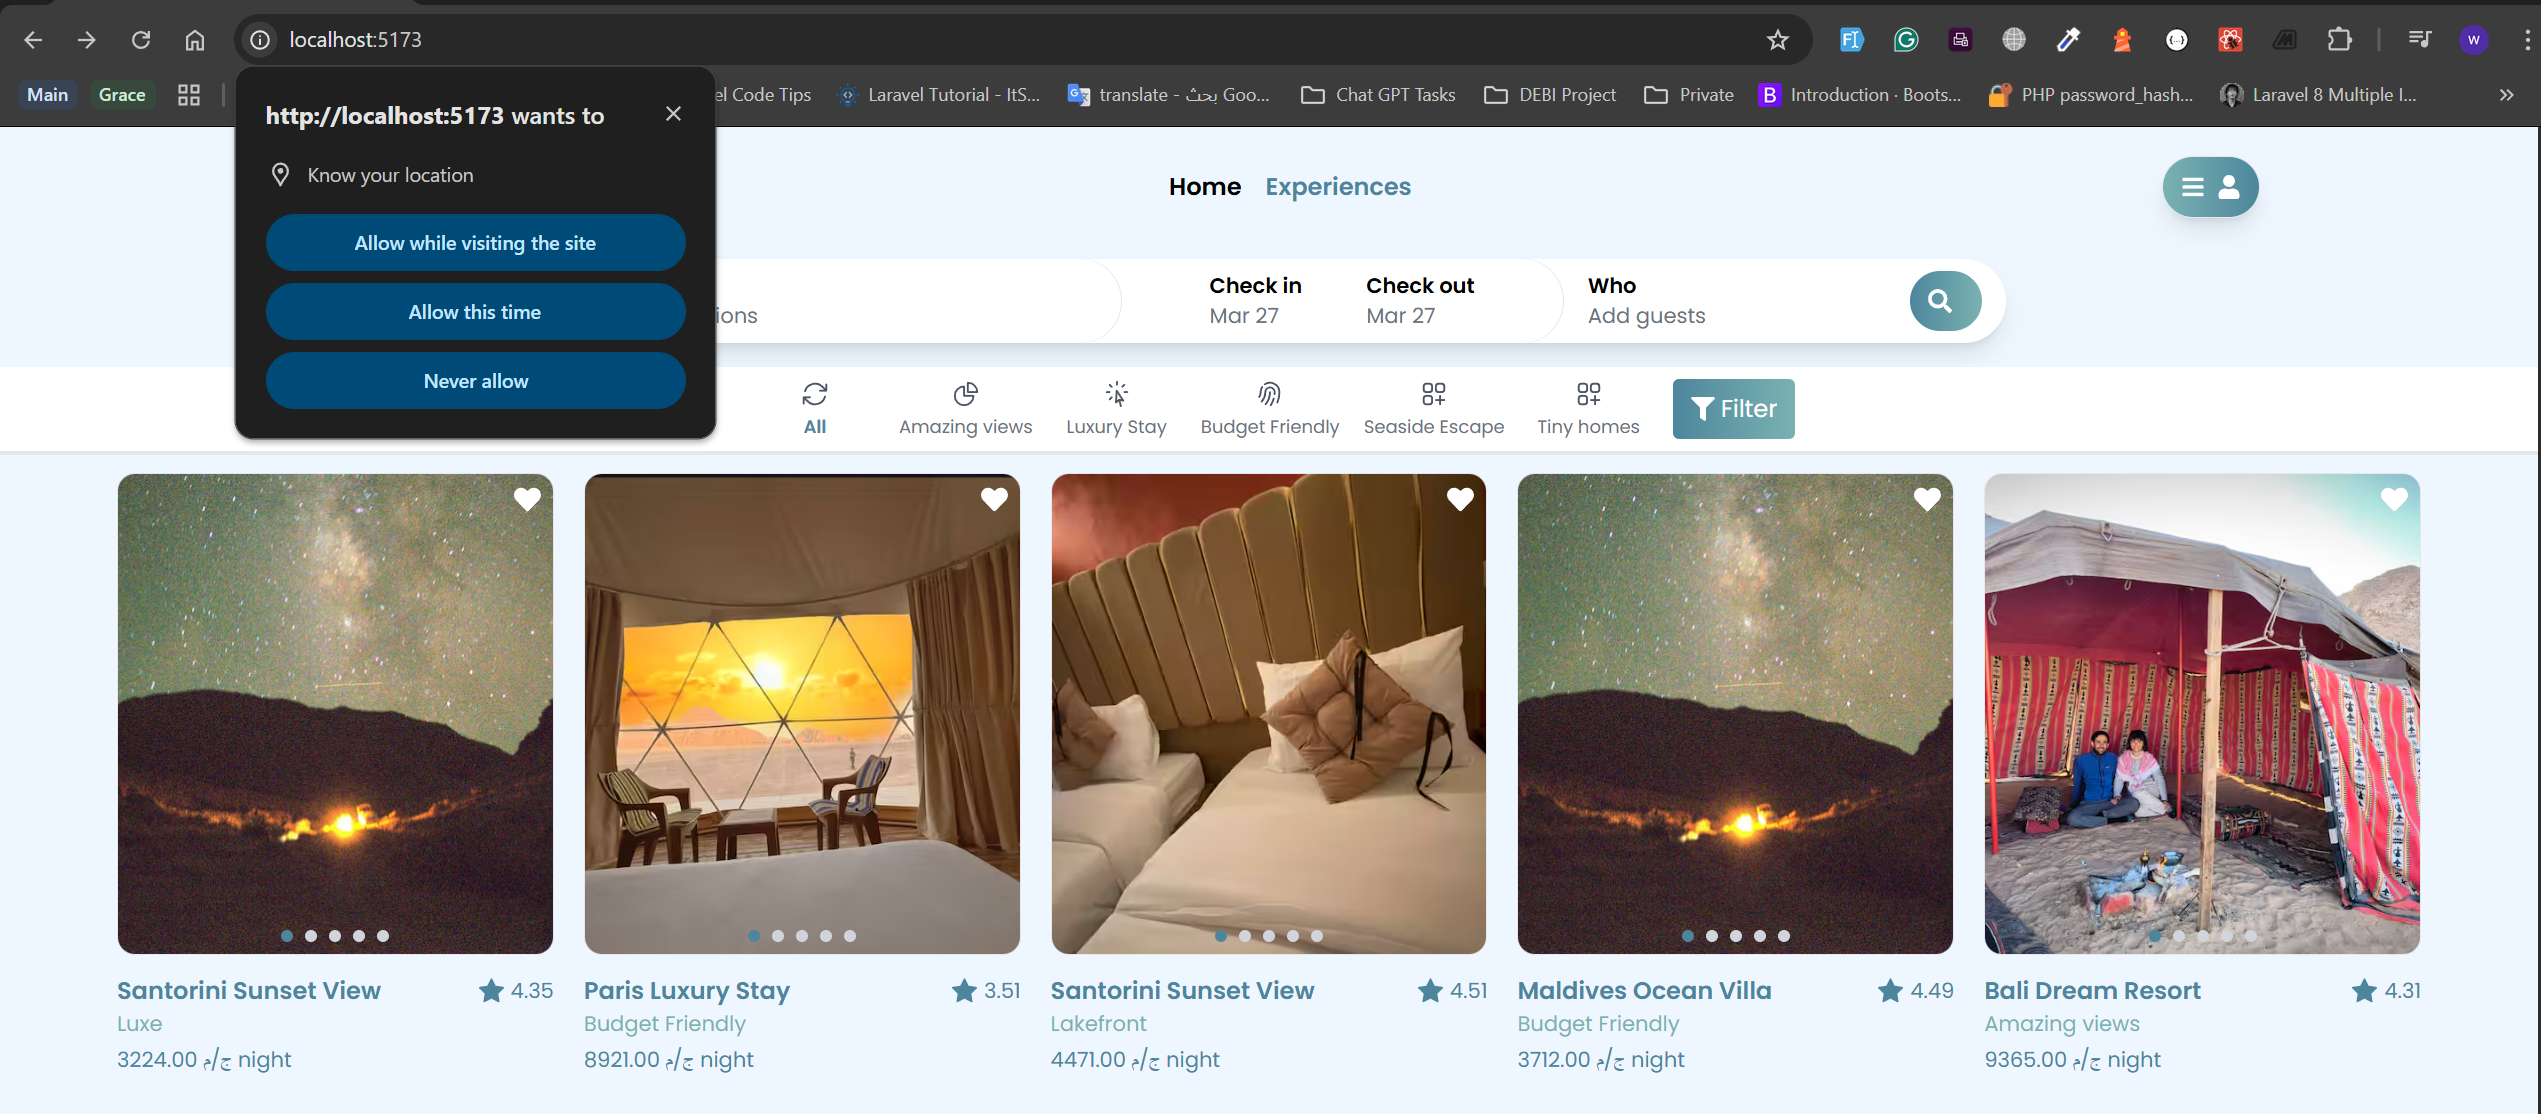 localhost:5173
Main
Grace
el Code Tips
Laravel Tutorial - ItS...
translate - بحث Goo...
Chat GPT Tasks
DEBI Project
Private
Introduction · Boots...
PHP password_hash...
Laravel 8 Multiple I...
W
http://localhost:5173 wants to
Know your location
Allow while visiting the site
Allow this time
Never allow
Home
Experiences
ions
Check in
Mar 27
Check out
Mar 27
Who
Add guests
All
Amazing views
Luxury Stay
Budget Friendly
Seaside Escape
Tiny homes
Filter
Santorini Sunset View
4.35
Luxe
3224.00 ج/م night
Paris Luxury Stay
3.51
Budget Friendly
8921.00 ج/م night
Santorini Sunset View
4.51
Lakefront
4471.00 ج/م night
Maldives Ocean Villa
4.49
Budget Friendly
3712.00 ج/م night
Bali Dream Resort
4.31
Amazing views
9365.00 ج/م night